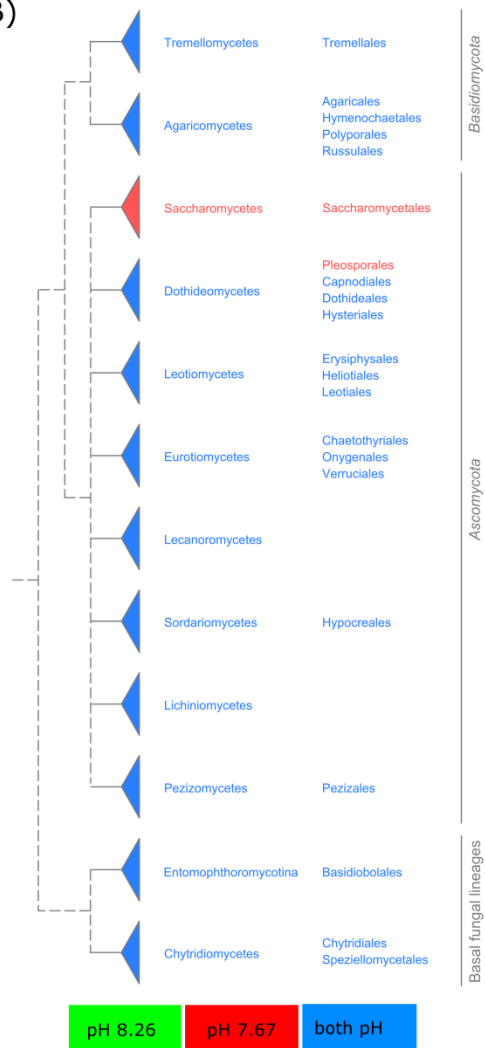 B)
Tremellomycetes Tremellales
Agaricomycetes
Agaricales
Hymenochaetales
Polyporales
Russulales
Basidiomycota
Saccharomycetes Saccharomycetales
Dothideomycetes
Pleosporales
Capnodiales
Dothideales
Hysteriales
Leotiomycetes
Erysiphysales
Heliotiales
Leotiales
Eurotiomycetes
Chaetothyriales
Onygenales
Verruciales
Lecanoromycetes
Sordariomycetes Hypocreales
Lichiniomycetes
Pezizomycetes Pezizales
Ascomycota
Entomophthoromycotina Basidiobolales
Chytridiomycetes
Chytridiales
Speziellomycetales
Basal fungal lineages
pH 8.26 pH 7.67 both pH